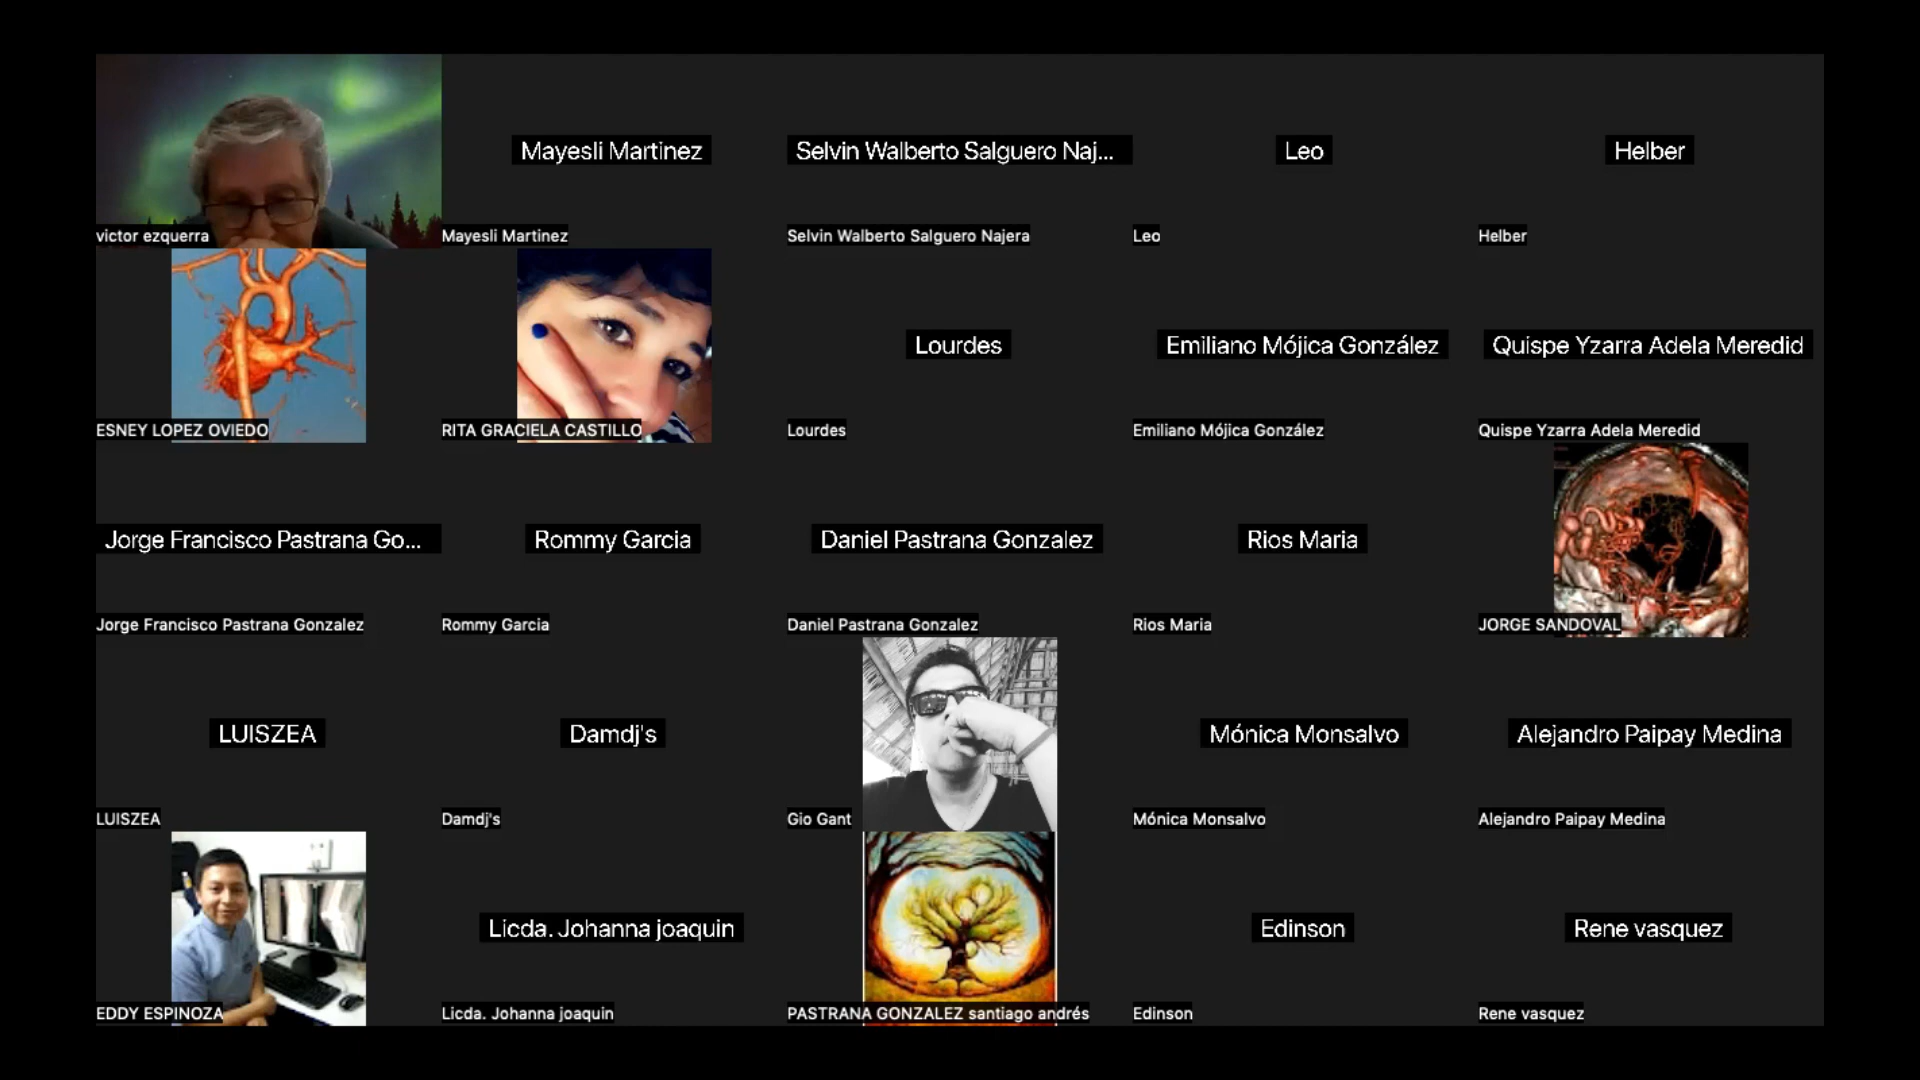 Mayesli Martinez
Selvin Walberto Salguero Naj...
Leo
Helber
victor ezquerra
Mayesli Martinez
Selvin Walberto Salguero Najera
Leo
Helber
Lourdes
Emiliano Mójica González
Quispe Yzarra Adela Meredid
ESNEY LOPEZ OVIEDO
RITA GRACIELA CASTILLO
Lourdes
Emiliano Mójica González
Quispe Yzarra Adela Meredid
Jorge Francisco Pastrana Go...
Rommy Garcia
Daniel Pastrana Gonzalez
Rios Maria
Jorge Francisco Pastrana Gonzalez
Rommy Garcia
Daniel Pastrana Gonzalez
Rios Maria
JORGE SANDOVAL
LUISZEA
Damdj's
Mónica Monsalvo
Alejandro Paipay Medina
LUISZEA
Damdj's
Gio Gant
Mónica Monsalvo
Alejandro Paipay Medina
Licda. Johanna joaquin
Edinson
Rene vasquez
EDDY ESPINOZA
Licda. Johanna joaquin
PASTRANA GONZALEZ santiago andrés
Edinson
Rene vasquez